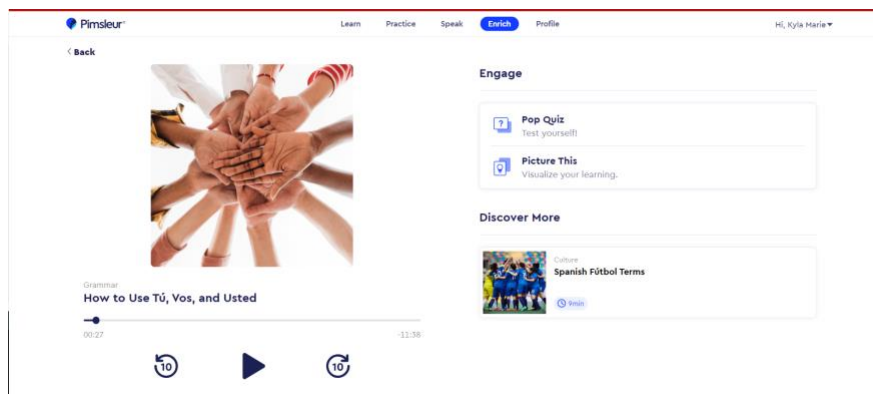 Pimsleur
Learn Practice Speak Enrich Profile Hi, Kyla Marie
Back
Grammar
How to Use Tú, Vos, and Usted
00:27 -11:36
10 10
Engage
?
Pop Quiz
Test yourself!
Picture This
Visualize your learning.
Discover More
Culture
Spanish Fútbol Terms
9min